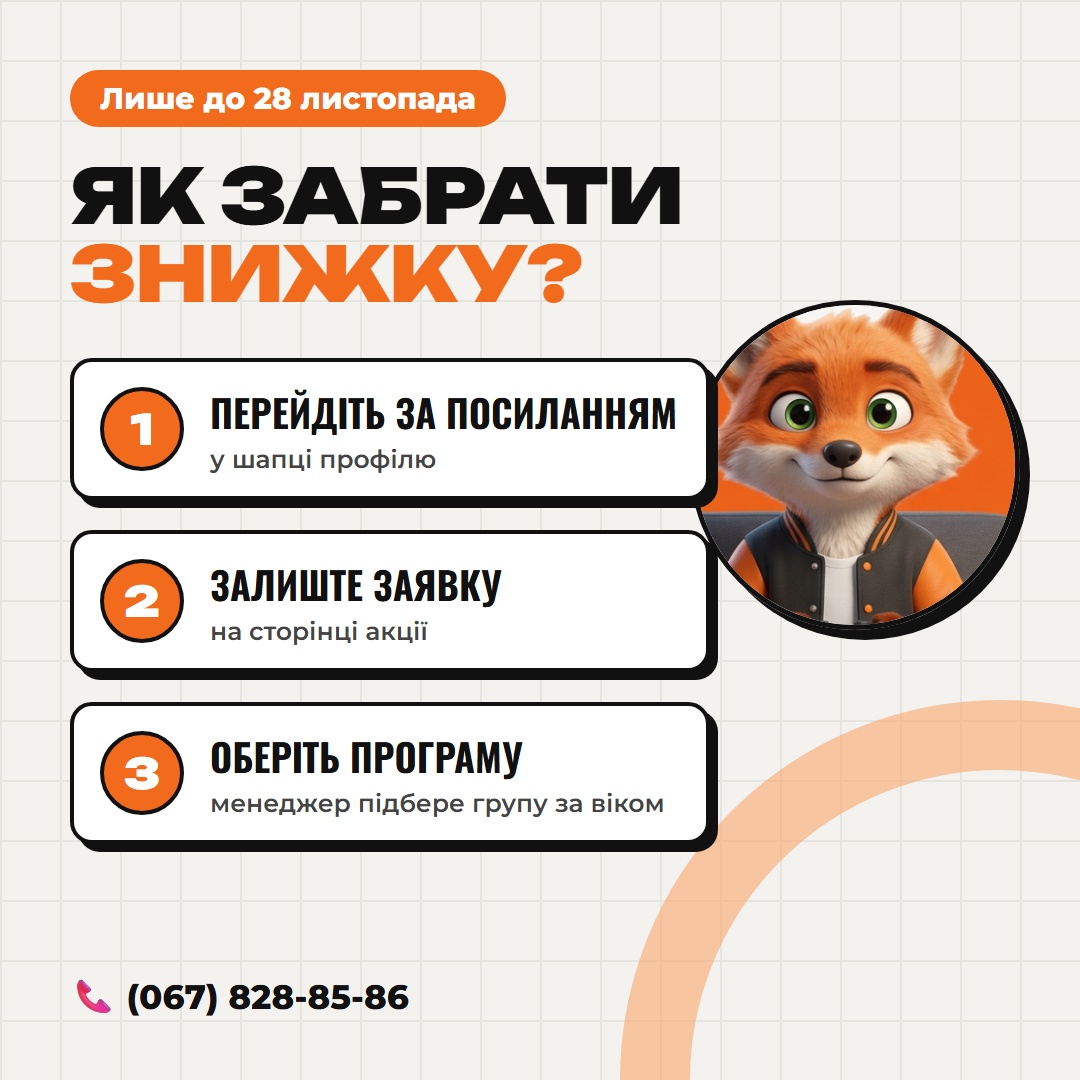 Лише до 28 листопада
ЯК ЗАБРАТИ
ЗНИЖКУ?
1
ПЕРЕЙДІТЬ ЗА ПОСИЛАННЯМ
у шапці профілю
2
ЗАЛИШТЕ ЗАЯВКУ
на сторінці акції
3
ОБЕРІТЬ ПРОГРАМУ
менеджер підбере групу за віком
(067) 828-85-86